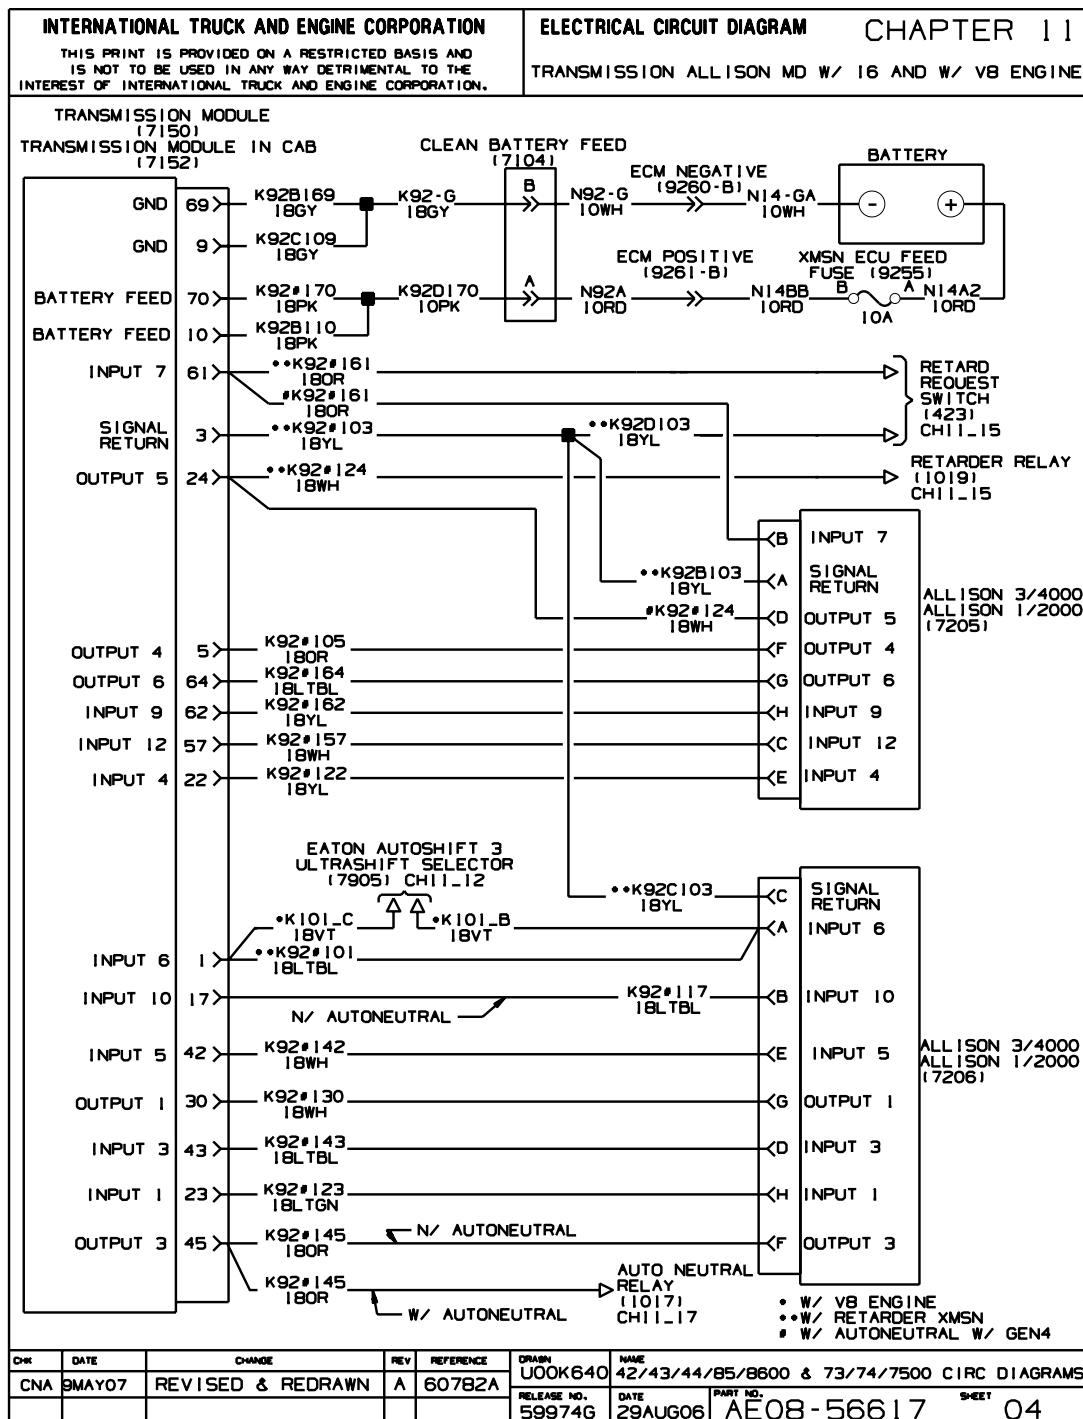 INTERNATIONAL TRUCK AND ENGINE CORPORATION
THIS PRINT IS PROVIDED ON A RESTRICTED BASIS AND
IS NOT TO BE USED IN ANY WAY DETRIMENTAL TO THE
INTEREST OF INTERNATIONAL TRUCK AND ENGINE CORPORATION.
ELECTRICAL CIRCUIT DIAGRAM CHAPTER 11
TRANSMISSION ALLISON MD W/ I6 AND W/ V8 ENGINE
TRANSMISSION MODULE
(7150)
TRANSMISSION MODULE IN CAB
(7152)
CLEAN BATTERY FEED
(7104)
ECM NEGATIVE
(9260-B)
BATTERY
- +
GND 69 K92B169
18GY
K92-G
18GY
B
N92-G
10WH
N14-GA
10WH
GND 9 K92C109
18GY
ECM POSITIVE
(9261-B)
XMSN ECU FEED
FUSE (9255)
BATTERY FEED 70 K92#170
18PK
K92D170
10PK
A
N92A
10RD
N14BB
10RD
B A
10A
N14A2
10RD
BATTERY FEED 10 K92B110
18PK
INPUT 7 61 **K92#161
18OR
#K92#161
18OR
RETARD
REQUEST
SWITCH
(423)
CH11_15
SIGNAL
RETURN
3 **K92#103
18YL
**K92D103
18YL
OUTPUT 5 24 **K92#124
18WH
RETARDER RELAY
(1019)
CH11_15
B INPUT 7
**K92B103
18YL
A SIGNAL
RETURN
#K92#124
18WH
D OUTPUT 5
ALLISON 3/4000
ALLISON 1/2000
(7205)
OUTPUT 4 5 K92#105
18OR
F OUTPUT 4
OUTPUT 6 64 K92#164
18LTBL
G OUTPUT 6
INPUT 9 62 K92#162
18YL
H INPUT 9
INPUT 12 57 K92#157
18WH
C INPUT 12
INPUT 4 22 K92#122
18YL
E INPUT 4
EATON AUTOSHIFT 3
ULTRASHIFT SELECTOR
(7905) CH11_12
**K92C103
18YL
C SIGNAL
RETURN
*K101_C
18VT
*K101_B
18VT
A INPUT 6
INPUT 6 1 **K92#101
18LTBL
INPUT 10 17 N/ AUTONEUTRAL
K92#117
18LTBL
B INPUT 10
INPUT 5 42 K92#142
18WH
E INPUT 5
ALLISON 3/4000
ALLISON 1/2000
(7206)
OUTPUT 1 30 K92#130
18WH
G OUTPUT 1
INPUT 3 43 K92#143
18LTBL
D INPUT 3
INPUT 1 23 K92#123
18LTGN
H INPUT 1
OUTPUT 3 45 K92#145
18OR
N/ AUTONEUTRAL
F OUTPUT 3
K92#145
18OR
W/ AUTONEUTRAL
AUTO NEUTRAL
RELAY
(1017)
CH11_17
* W/ V8 ENGINE
**W/ RETARDER XMSN
# W/ AUTONEUTRAL W/ GEN4
CHK DATE CHANGE REV REFERENCE
CNA 9MAY07 REVISED & REDRAWN A 60782A
DRAWN
U00K640
NAME
42/43/44/85/8600 & 73/74/7500 CIRC DIAGRAMS
RELEASE NO.
59974G
DATE
29AUG06
PART NO.
AE08-56617
SHEET
04